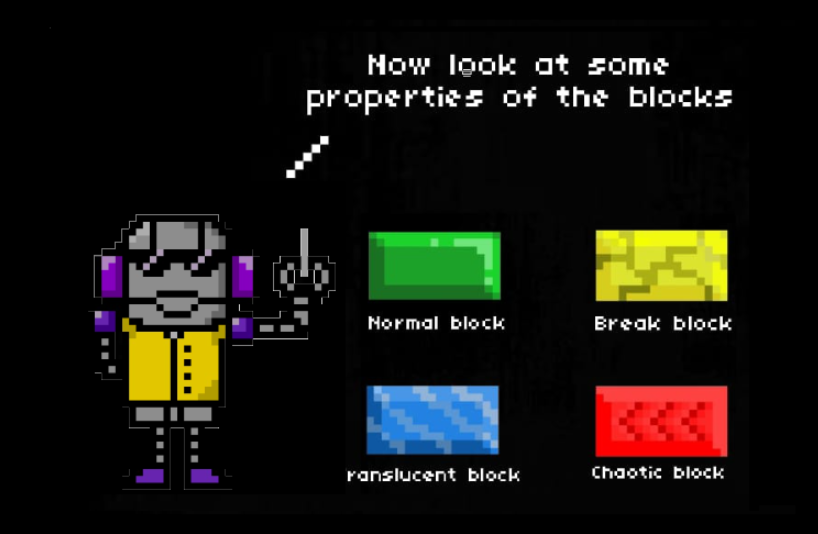 Now look at some
properties of the blocks
Normal block
Break block
ranslucent block
Chaotic block